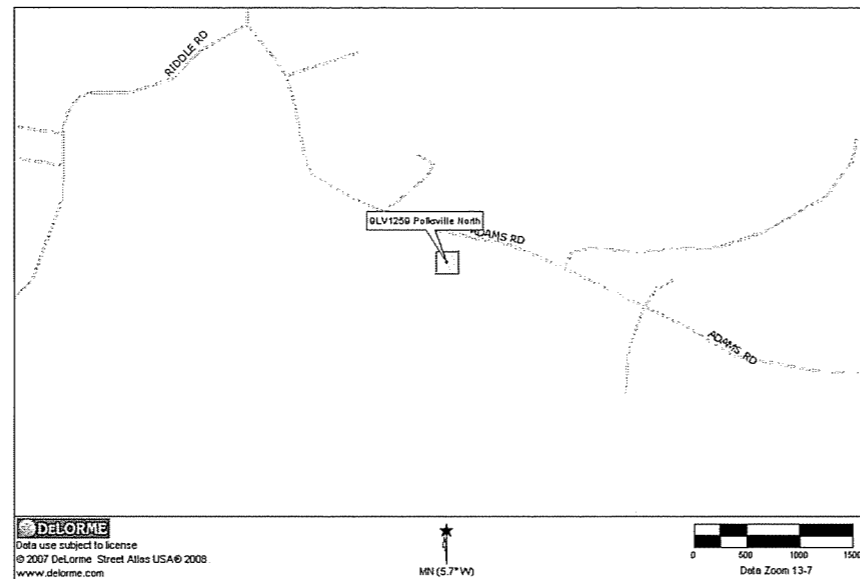 RIDDLE RD
9LV1259 Polksville North
ADAMS RD
ADAMS RD
DELORME
Data use subject to license.
© 2007 DeLorme. Street Atlas USA® 2008.
www.delorme.com
MN (5.7° W)
0 500 1000 1500
Data Zoom 13-7